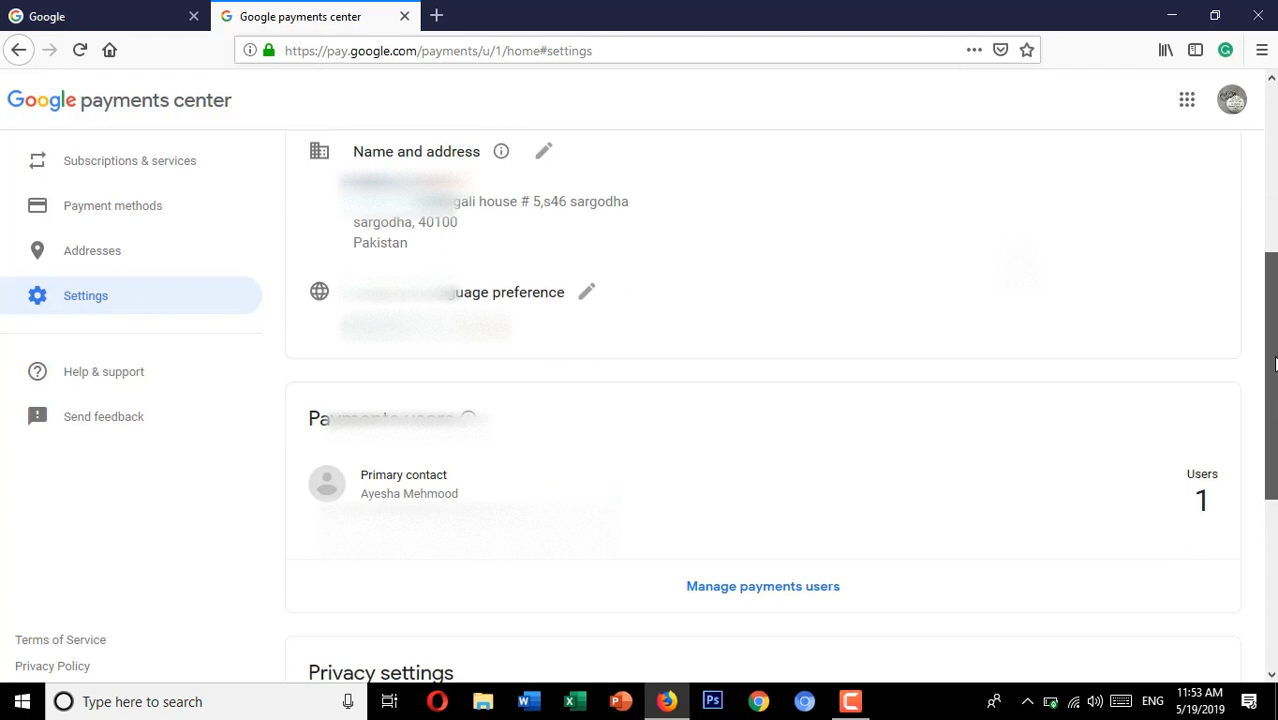 Google
Google payments center
https://pay.google.com/payments/u/1/home#settings
Google payments center
Subscriptions & services
Payment methods
Addresses
Settings
Help & support
Send feedback
Terms of Service
Privacy Policy
Name and address
gali house # 5,s46 sargodha
sargodha, 40100
Pakistan
preference
Primary contact
Ayesha Mehmood
Users
1
Manage payments users
Privacy settings
Type here to search
ENG
11:53 AM
5/19/2019